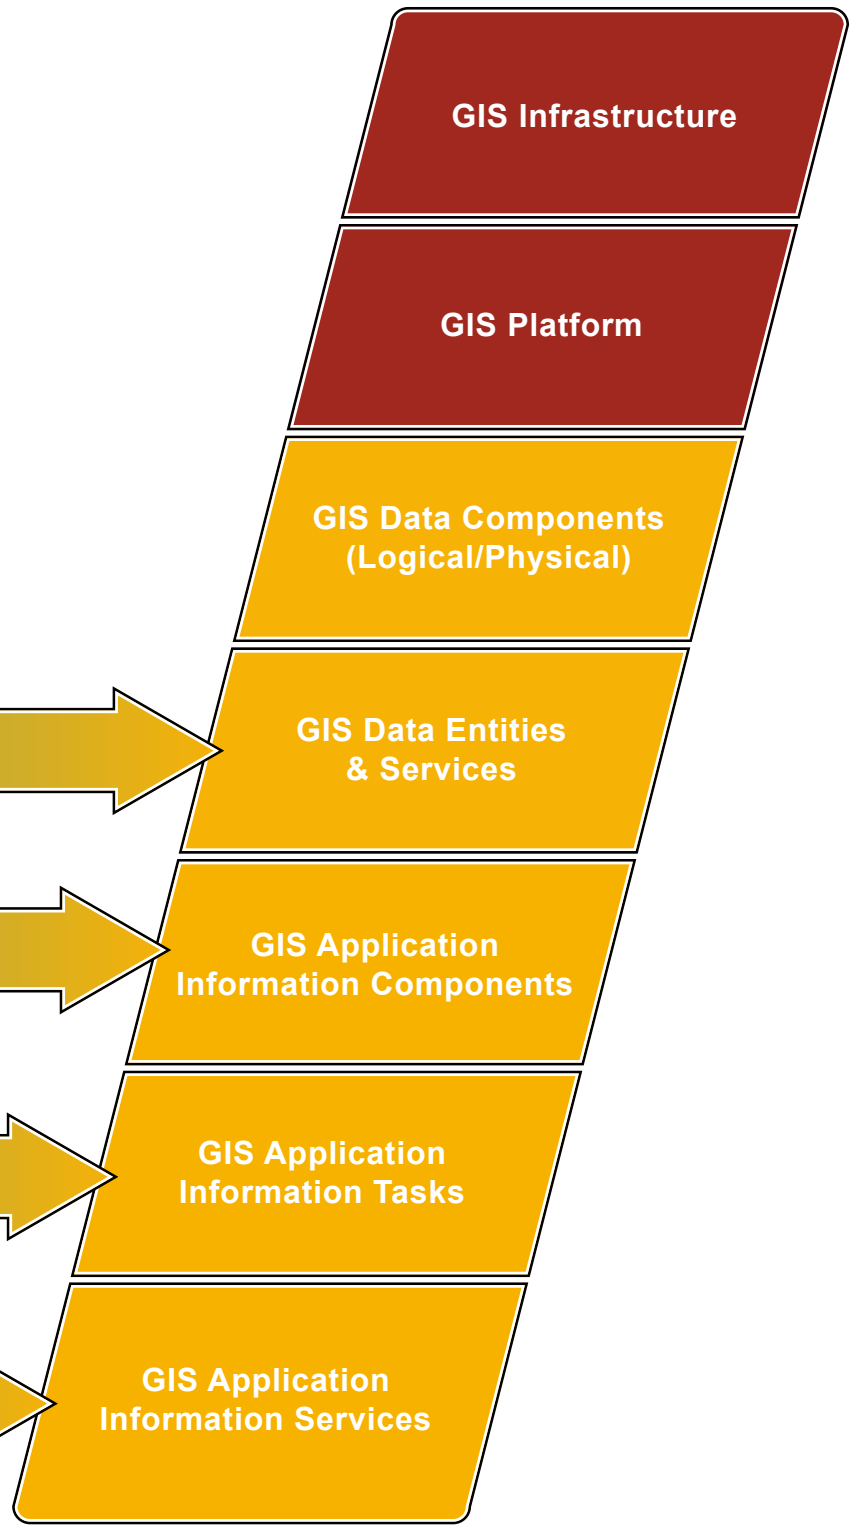 GIS Infrastructure
GIS Platform
GIS Data Components
(Logical/Physical)
GIS Data Entities
& Services
GIS Application
Information Components
GIS Application
Information Tasks
GIS Application
Information Services